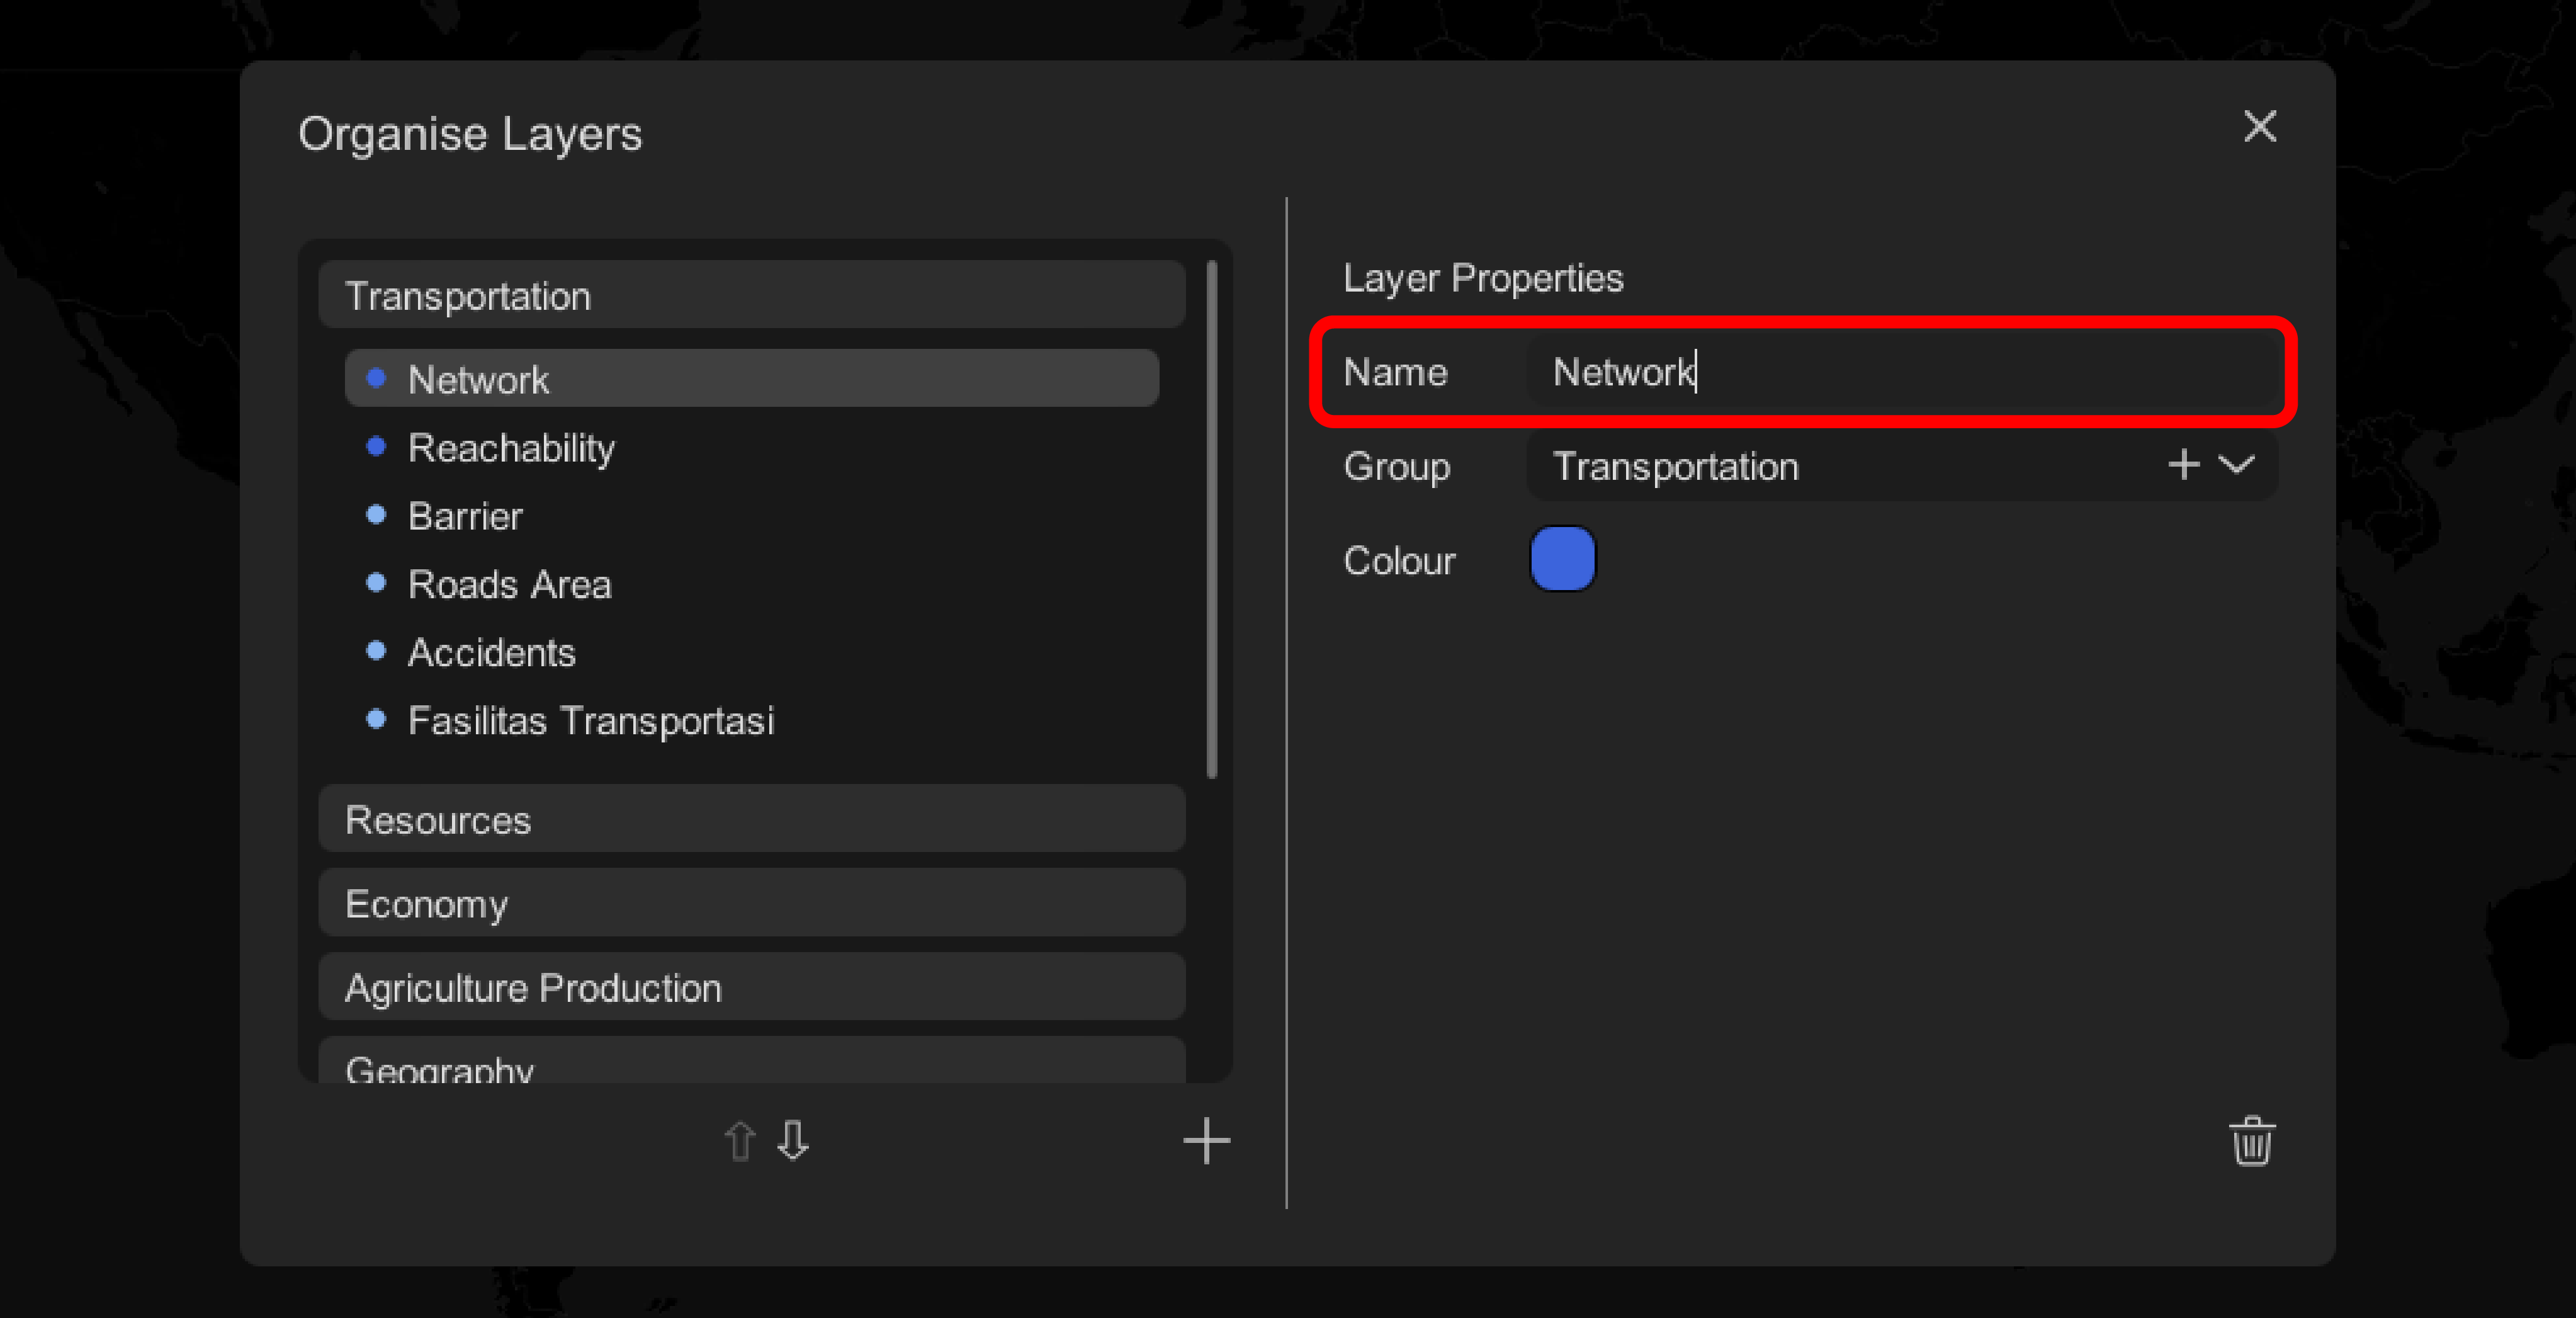 Organise Layers
Transportation
Network
Reachability
Barrier
Roads Area
Accidents
Fasilitas Transportasi
Resources
Economy
Agriculture Production
Geography
Layer Properties
Name Network
Group Transportation
Colour